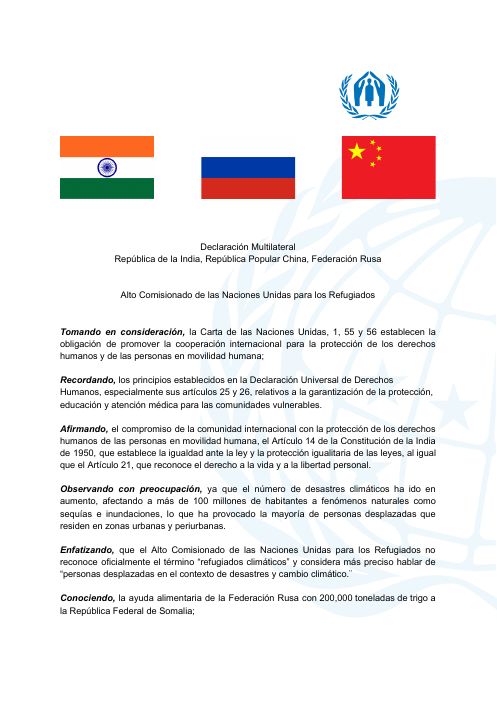 Declaración Multilateral
República de la India, República Popular China, Federación Rusa
Alto Comisionado de las Naciones Unidas para los Refugiados
Tomando en consideración, la Carta de las Naciones Unidas, 1, 55 y 56 establecen la
obligación de promover la cooperación internacional para la protección de los derechos
humanos y de las personas en movilidad humana;
Recordando, los principios establecidos en la Declaración Universal de Derechos
Humanos, especialmente sus artículos 25 y 26, relativos a la garantización de la protección,
educación y atención médica para las comunidades vulnerables.
Afirmando, el compromiso de la comunidad internacional con la protección de los derechos
humanos de las personas en movilidad humana, el Artículo 14 de la Constitución de la India
de 1950, que establece la igualdad ante la ley y la protección igualitaria de las leyes, al igual
que el Artículo 21, que reconoce el derecho a la vida y a la libertad personal.
Observando con preocupación, ya que el número de desastres climáticos ha ido en
aumento, afectando a más de 100 millones de habitantes a fenómenos naturales como
sequías e inundaciones, lo que ha provocado la mayoría de personas desplazadas que
residen en zonas urbanas y periurbanas.
Enfatizando, que el Alto Comisionado de las Naciones Unidas para los Refugiados no
reconoce oficialmente el término “refugiados climáticos” y considera más preciso hablar de
“personas desplazadas en el contexto de desastres y cambio climático.¨
Conociendo, la ayuda alimentaria de la Federación Rusa con 200,000 toneladas de trigo a
la República Federal de Somalia;